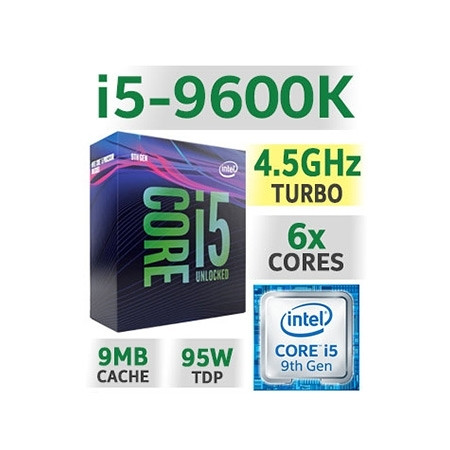 i5-9600K
9TH GEN
intel
CORE
i5
UNLOCKED
4.5GHz
TURBO
6x
CORES
9MB
CACHE
95W
TDP
intel
CORE™ i5
9th Gen